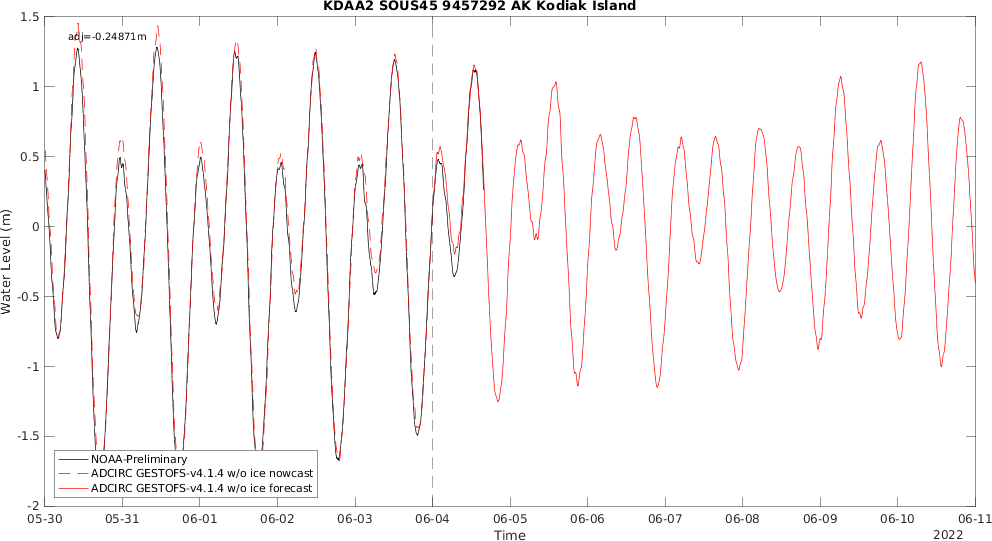 KDAA2 SOUS45 9457292 AK Kodiak Island
adj=-0.24871m
1.5
1
0.5
0
-0.5
-1
-1.5
-2
Water Level (m)
NOAA-Preliminary
ADCIRC GESTOFS-v4.1.4 w/o ice nowcast
ADCIRC GESTOFS-v4.1.4 w/o ice forecast
05-30 05-31 06-01 06-02 06-03 06-04 06-05 06-06 06-07 06-08 06-09 06-10 06-11
Time
2022